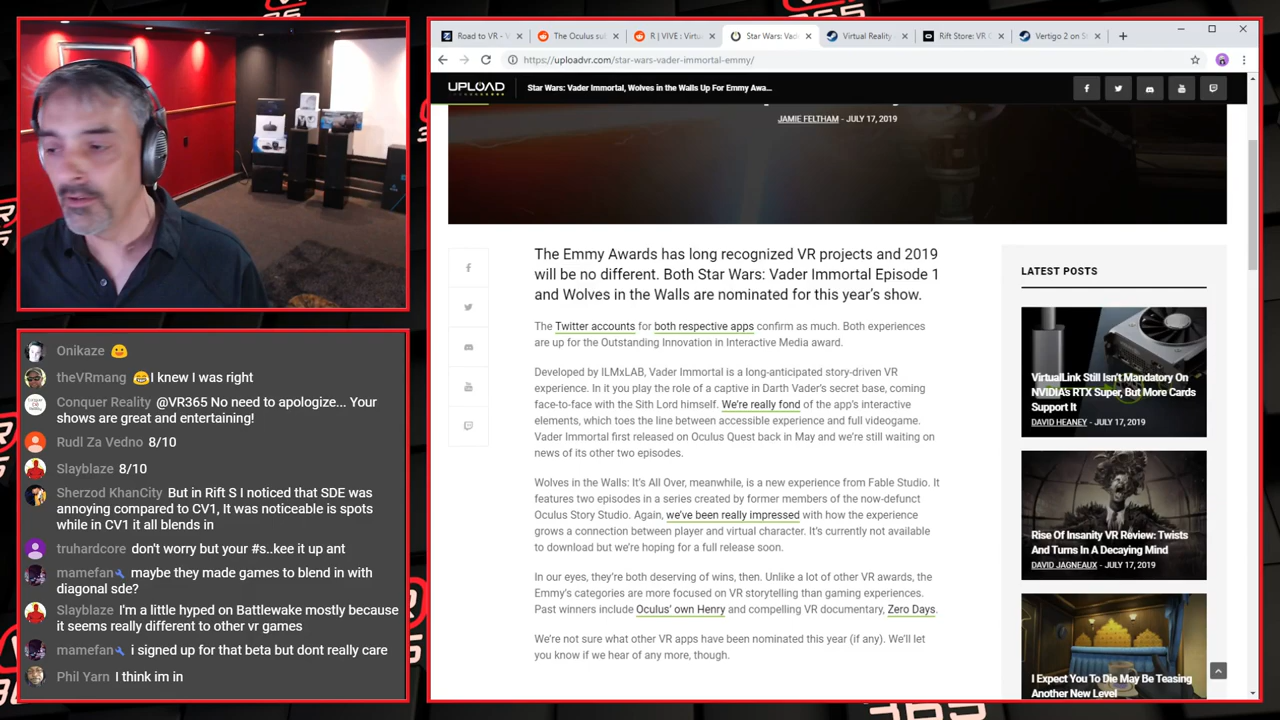 Road to VR - V
The Oculus sub
R | VIVE : Virtu
Star Wars: Vade
Virtual Reality
Rift Store: VR G
Vertigo 2 on S
https://uploadvr.com/star-wars-vader-immortal-emmy/
UPLOAD
Star Wars: Vader Immortal, Wolves in the Walls Up For Emmy Awa...
JAMIE FELTHAM - JULY 17, 2019
The Emmy Awards has long recognized VR projects and 2019
will be no different. Both Star Wars: Vader Immortal Episode 1
and Wolves in the Walls are nominated for this year's show.
The Twitter accounts for both respective apps confirm as much. Both experiences
are up for the Outstanding Innovation in Interactive Media award.
Developed by ILMxLAB, Vader Immortal is a long-anticipated story-driven VR
experience. In it you play the role of a captive in Darth Vader's secret base, coming
face-to-face with the Sith Lord himself. We're really fond of the app's interactive
elements, which toes the line between accessible experience and full videogame.
Vader Immortal first released on Oculus Quest back in May and we're still waiting on
news of its other two episodes.
Wolves in the Walls: It's All Over, meanwhile, is a new experience from Fable Studio. It
features two episodes in a series created by former members of the now-defunct
Oculus Story Studio. Again, we've been really impressed with how the experience
grows a connection between player and virtual character. It's currently not available
to download but we're hoping for a full release soon.
In our eyes, they're both deserving of wins, then. Unlike a lot of other VR awards, the
Emmy's categories are more focused on VR storytelling than gaming experiences.
Past winners include Oculus' own Henry and compelling VR documentary, Zero Days.
We're not sure what other VR apps have been nominated this year (if any). We'll let
you know if we hear of any more, though.
LATEST POSTS
VirtualLink Still Isn't Mandatory On
NVIDIA's RTX Super, But More Cards
Support It
DAVID HEANEY - JULY 17, 2019
Rise Of Insanity VR Review: Twists
And Turns In A Decaying Mind
DAVID JAGNEAUX - JULY 17, 2019
I Expect You To Die May Be Teasing
Another New Level
Onikaze
theVRmang I knew I was right
Conquer Reality @VR365 No need to apologize... Your
shows are great and entertaining!
Rudl Za Vedno 8/10
Slayblaze 8/10
Sherzod KhanCity But in Rift S I noticed that SDE was
annoying compared to CV1, It was noticeable is spots
while in CV1 it all blends in
truhardcore don't worry but your #s..kee it up ant
mamefan maybe they made games to blend in with
diagonal sde?
Slayblaze I'm a little hyped on Battlewake mostly because
it seems really different to other vr games
mamefan i signed up for that beta but dont really care
Phil Yarn I think im in
365